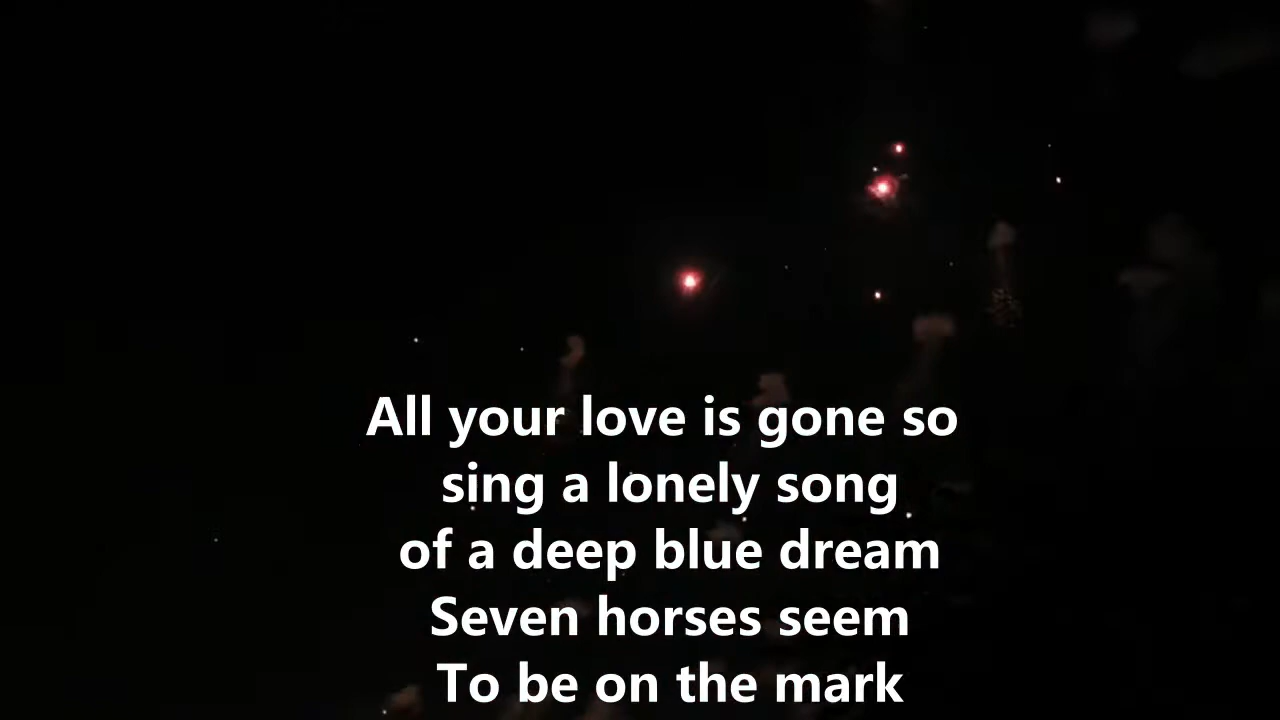 All your love is gone so
sing a lonely song
of a deep blue dream
Seven horses seem
To be on the mark